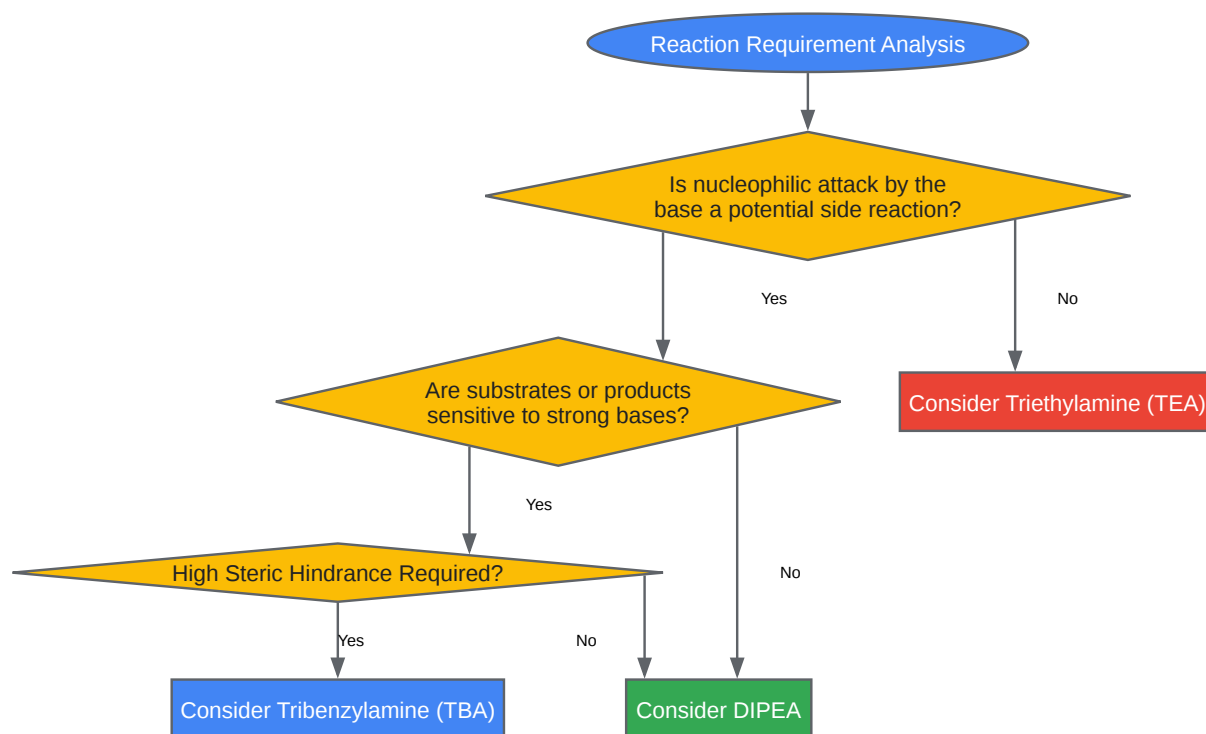 Reaction Requirement Analysis
Is nucleophilic attack by the
base a potential side reaction?
Yes
No
Are substrates or products
sensitive to strong bases?
Consider Triethylamine (TEA)
Yes
No
High Steric Hindrance Required?
Yes
No
Consider Tribenzylamine (TBA)
Consider DIPEA